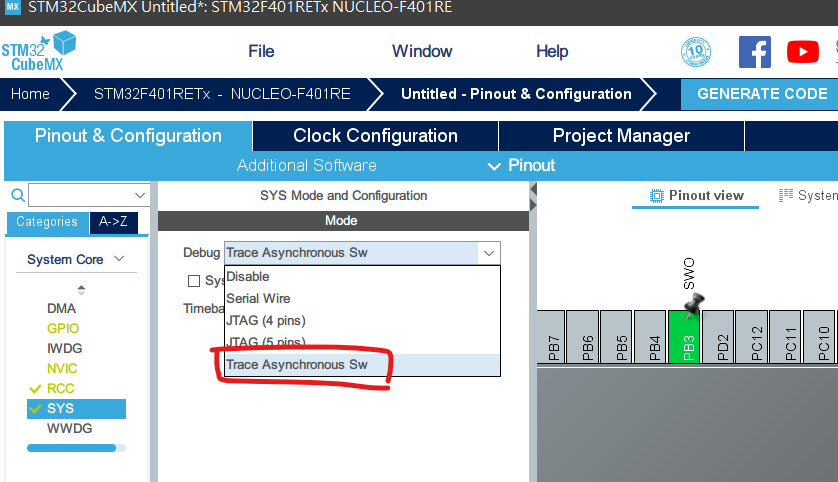 MX STM32CubeMX Untitled*: STM32F401RETx NUCLEO-F401RE
STM32
CubeMX
File Window Help
10
Home STM32F401RETx - NUCLEO-F401RE Untitled - Pinout & Configuration GENERATE CODE
Pinout & Configuration Clock Configuration Project Manager
Additional Software Pinout
SYS Mode and Configuration
Mode
Categories A->Z
System Core
DMA
GPIO
IWDG
NVIC
RCC
SYS
WWDG
Debug Trace Asynchronous Sw
Disable
Sys
Serial Wire
Timeba
JTAG (4 pins)
JTAG (5 pins)
Trace Asynchronous Sw
Pinout view System
SWO
PB7
PB6
PB5
PB4
PB3
PD2
PC12
PC11
PC10